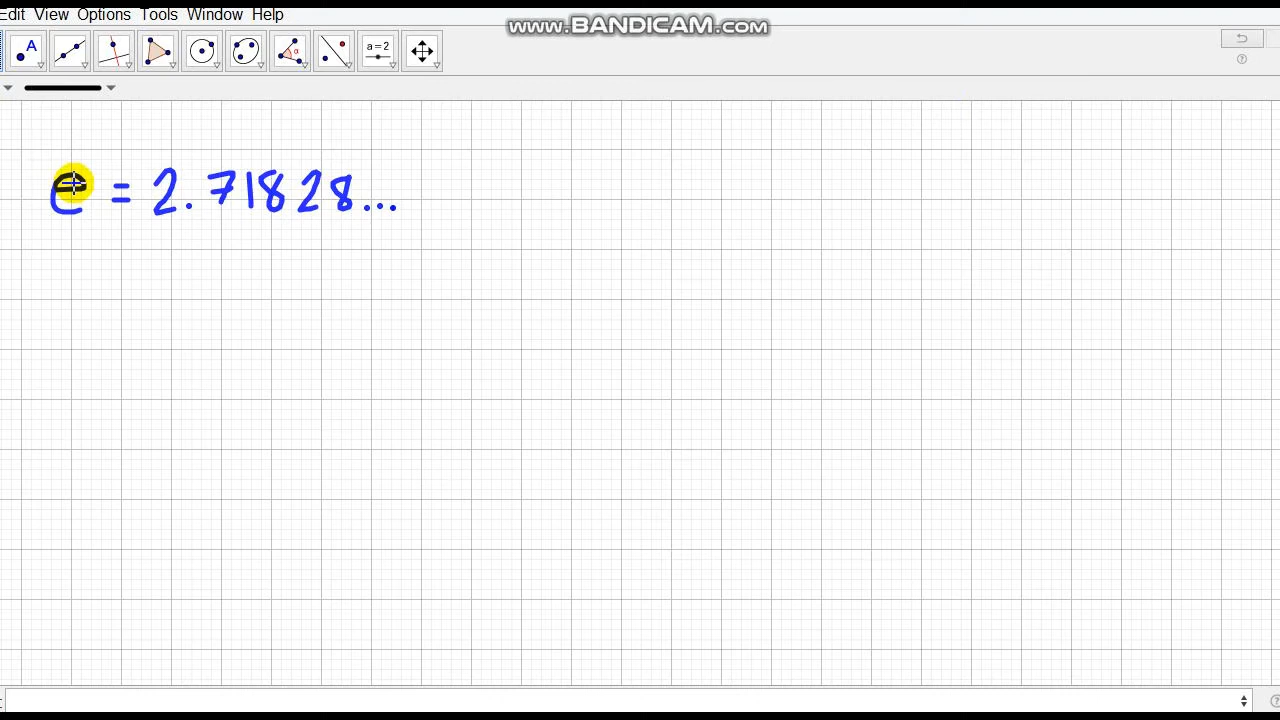 www.BANDICAM.com
Edit View Options Tools Window Help
A
α
a=2
e = 2.71828...